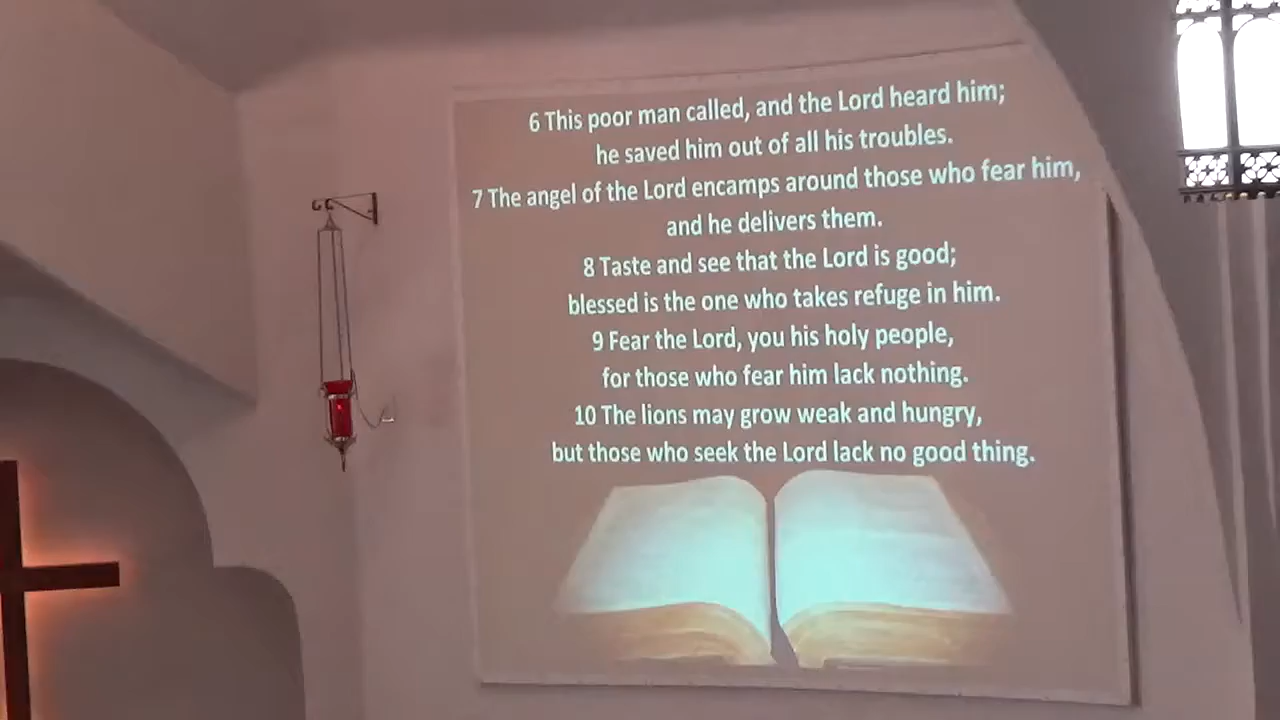 6 This poor man called, and the Lord heard him;
he saved him out of all his troubles.
7 The angel of the Lord encamps around those who fear him,
and he delivers them.
8 Taste and see that the Lord is good;
blessed is the one who takes refuge in him.
9 Fear the Lord, you his holy people,
for those who fear him lack nothing.
10 The lions may grow weak and hungry,
but those who seek the Lord lack no good thing.